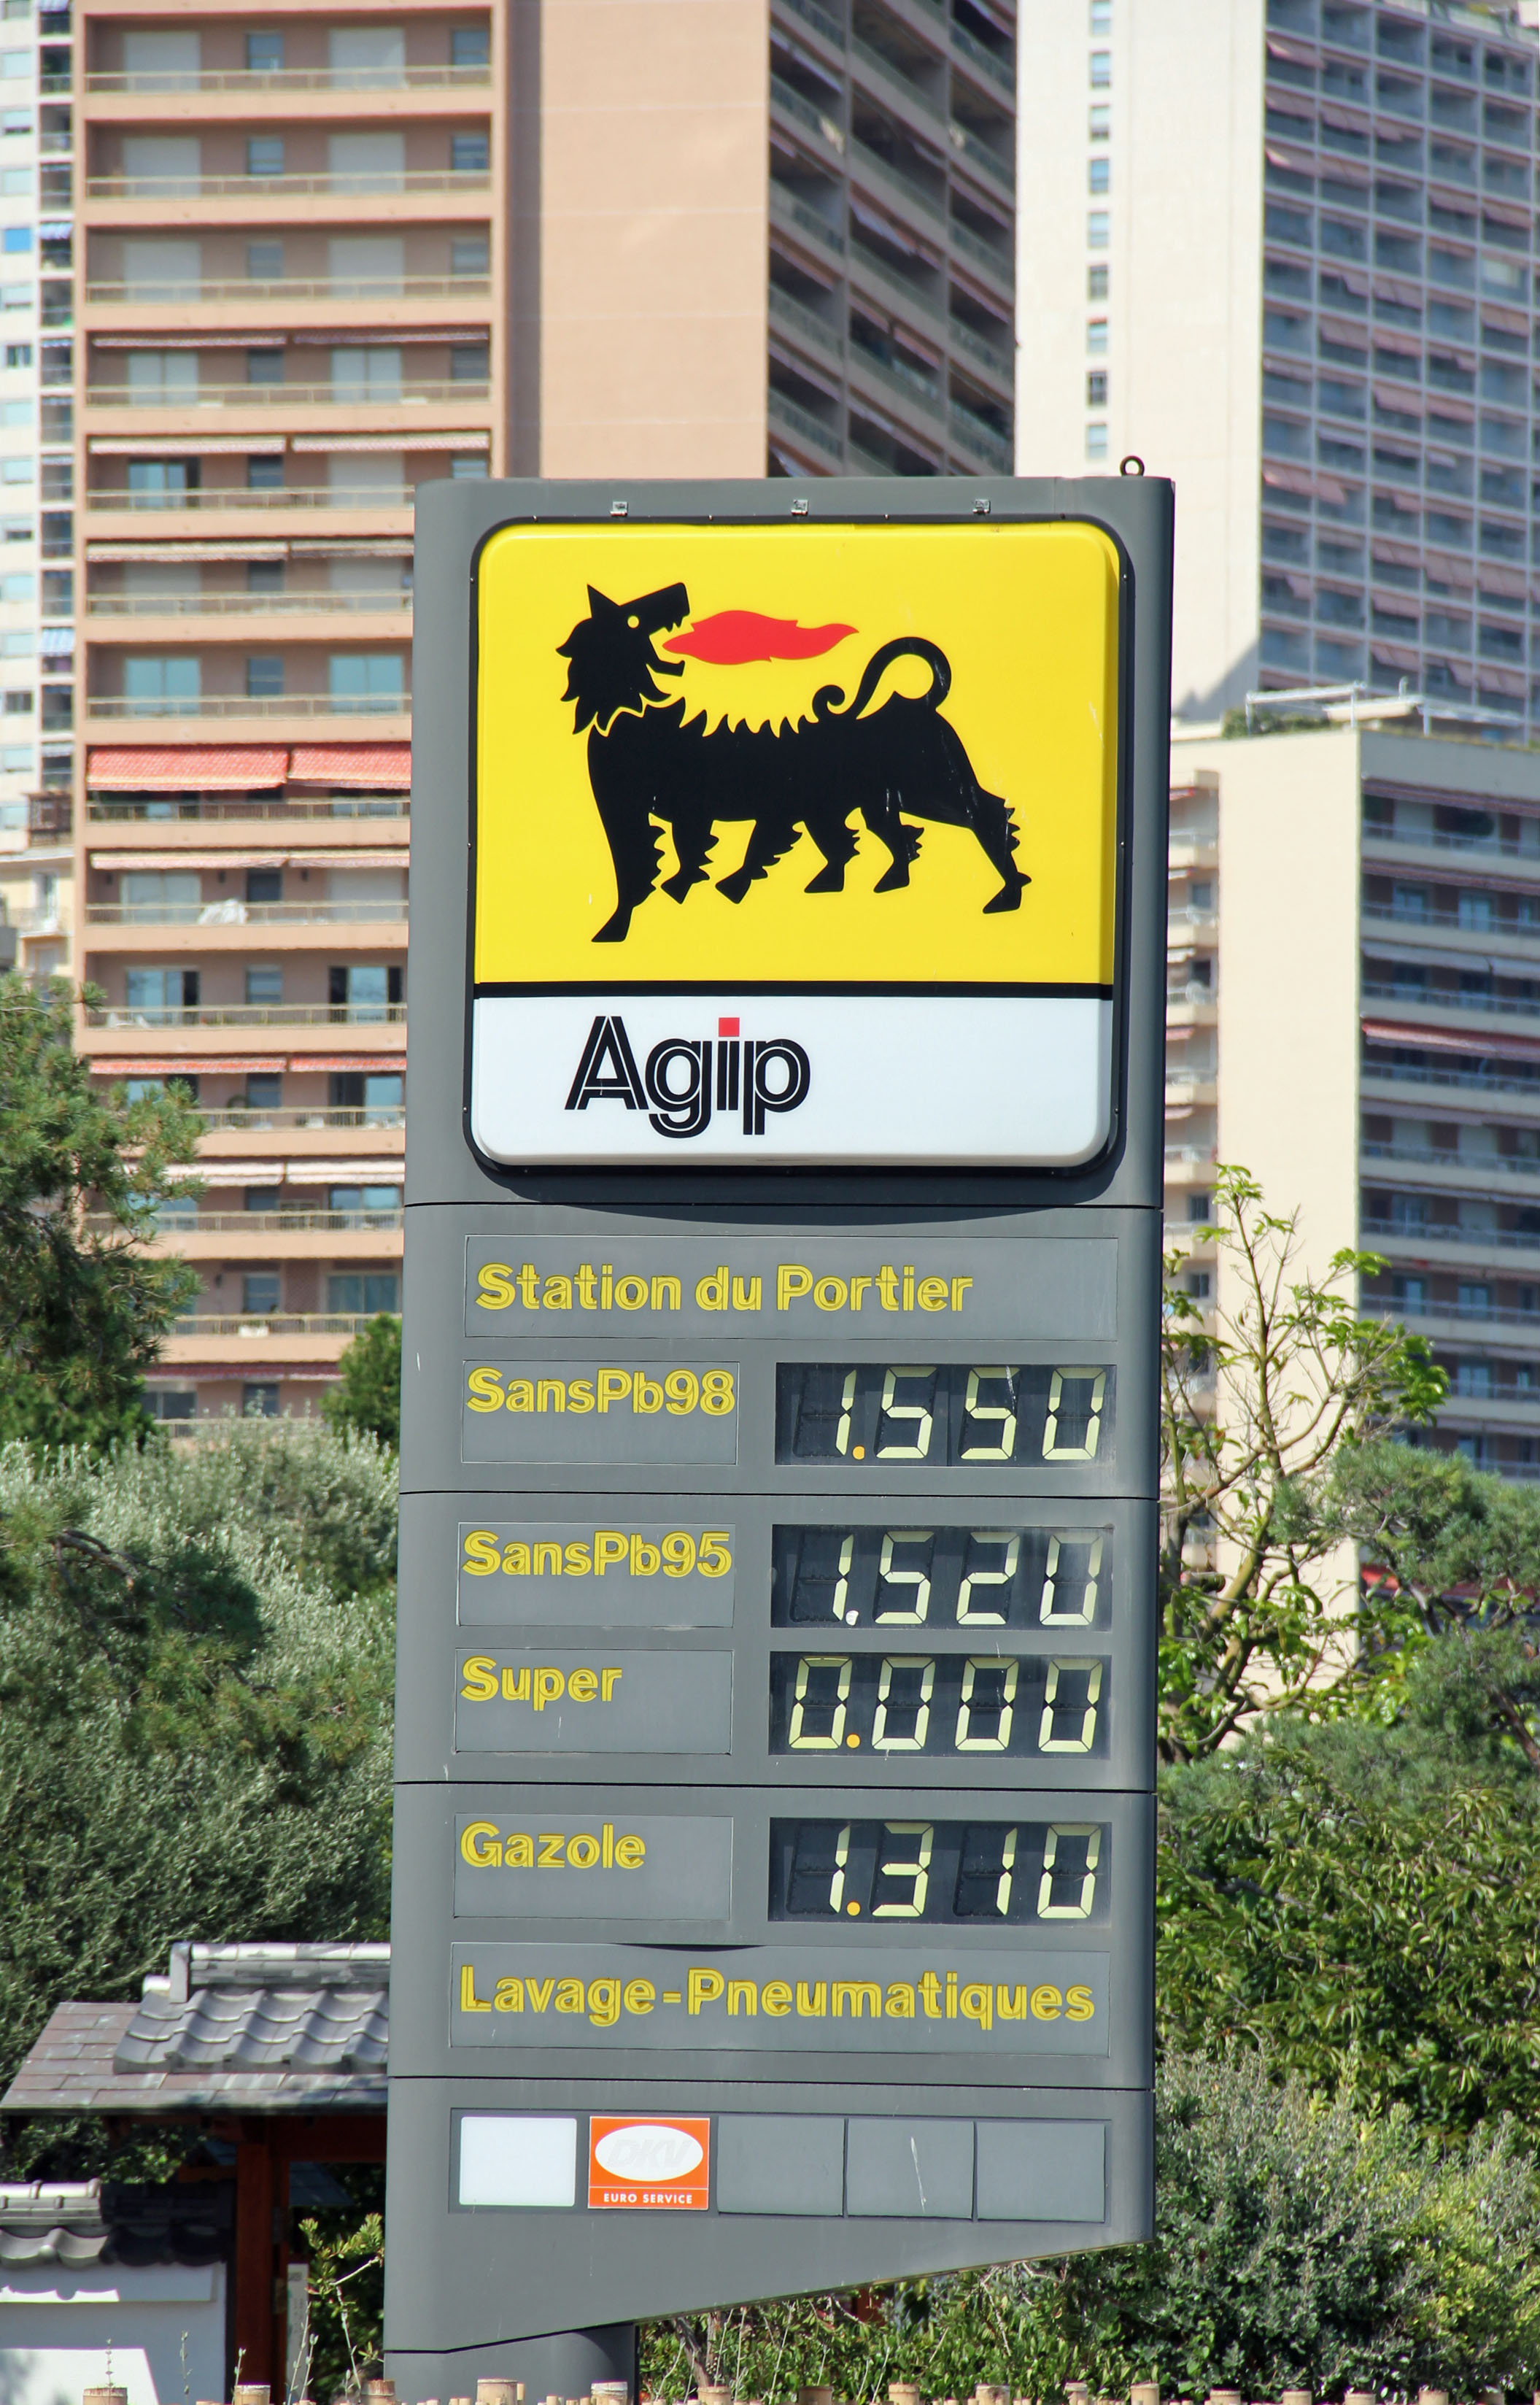 Agip
Station du Portier
SansPb98 1.550
SansPb95 1.520
Super 0.000
Gazole 1.310
Lavage-Pneumatiques
DKV
EURO SERVICE